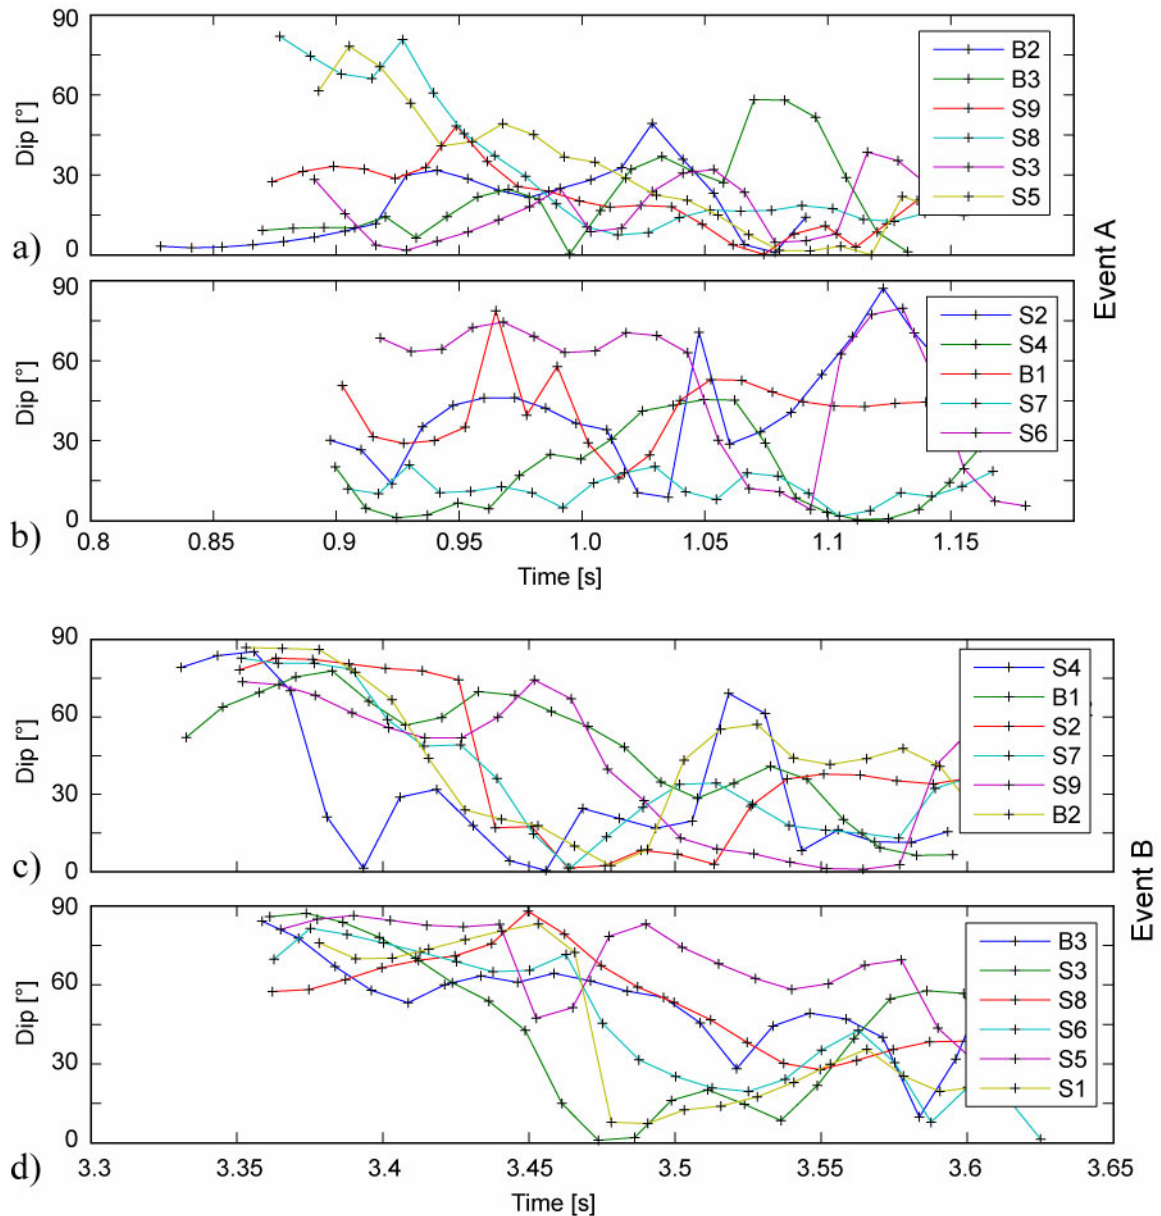 90
60
30
0
Dip [°]
a)
B2
B3
S9
S8
S3
S5
Event A
90
60
30
0
Dip [°]
b)
S2
S4
B1
S7
S6
0.8
0.85
0.9
0.95
1.0
1.05
1.1
1.15
Time [s]
90
60
30
0
Dip [°]
c)
S4
B1
S2
S7
S9
B2
Event B
90
60
30
0
Dip [°]
d)
B3
S3
S8
S6
S5
S1
3.3
3.35
3.4
3.45
3.5
3.55
3.6
3.65
Time [s]